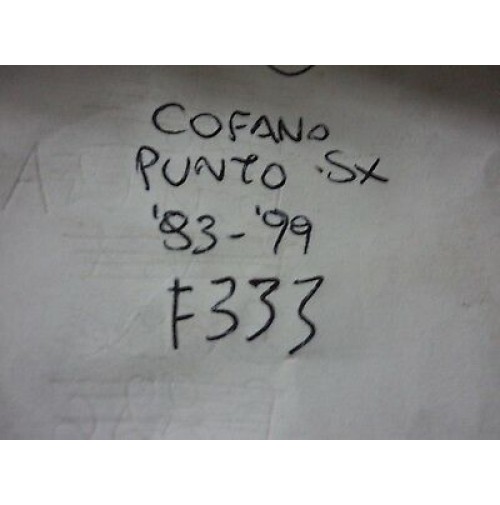 COFANO
PUNTO SX
'93-'99
F333